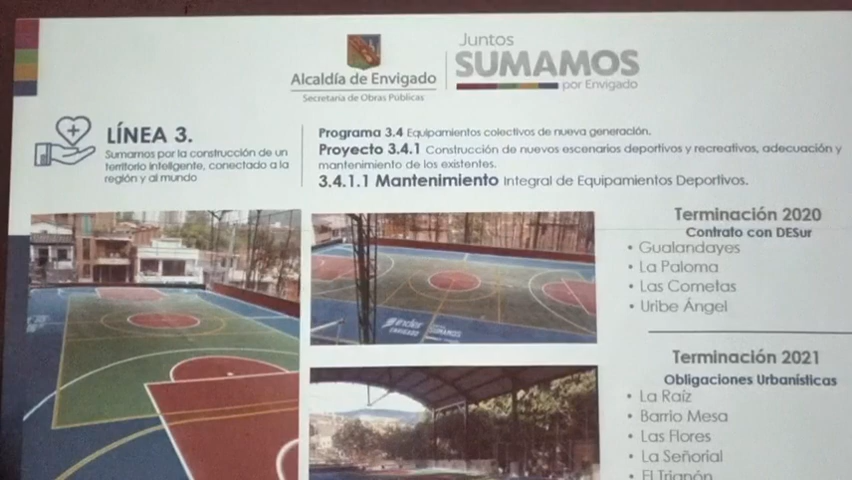 Alcaldía de Envigado
Secretaría de Obras Públicas
Juntos
SUMAMOS
por Envigado
LÍNEA 3.
Sumamos por la construcción de un
territorio inteligente, conectado a la
región y al mundo
Programa 3.4 Equipamientos colectivos de nueva generación.
Proyecto 3.4.1 Construcción de nuevos escenarios deportivos y recreativos, adecuación y
mantenimiento de los existentes.
3.4.1.1 Mantenimiento Integral de Equipamientos Deportivos.
inder
ENVIGADO
SUMAMOS
Terminación 2020
Contrato con DESur
• Gualandayes
• La Paloma
• Las Cometas
• Uribe Ángel
Terminación 2021
Obligaciones Urbanísticas
• La Raíz
• Barrio Mesa
• Las Flores
• La Señorial
• El Trianón